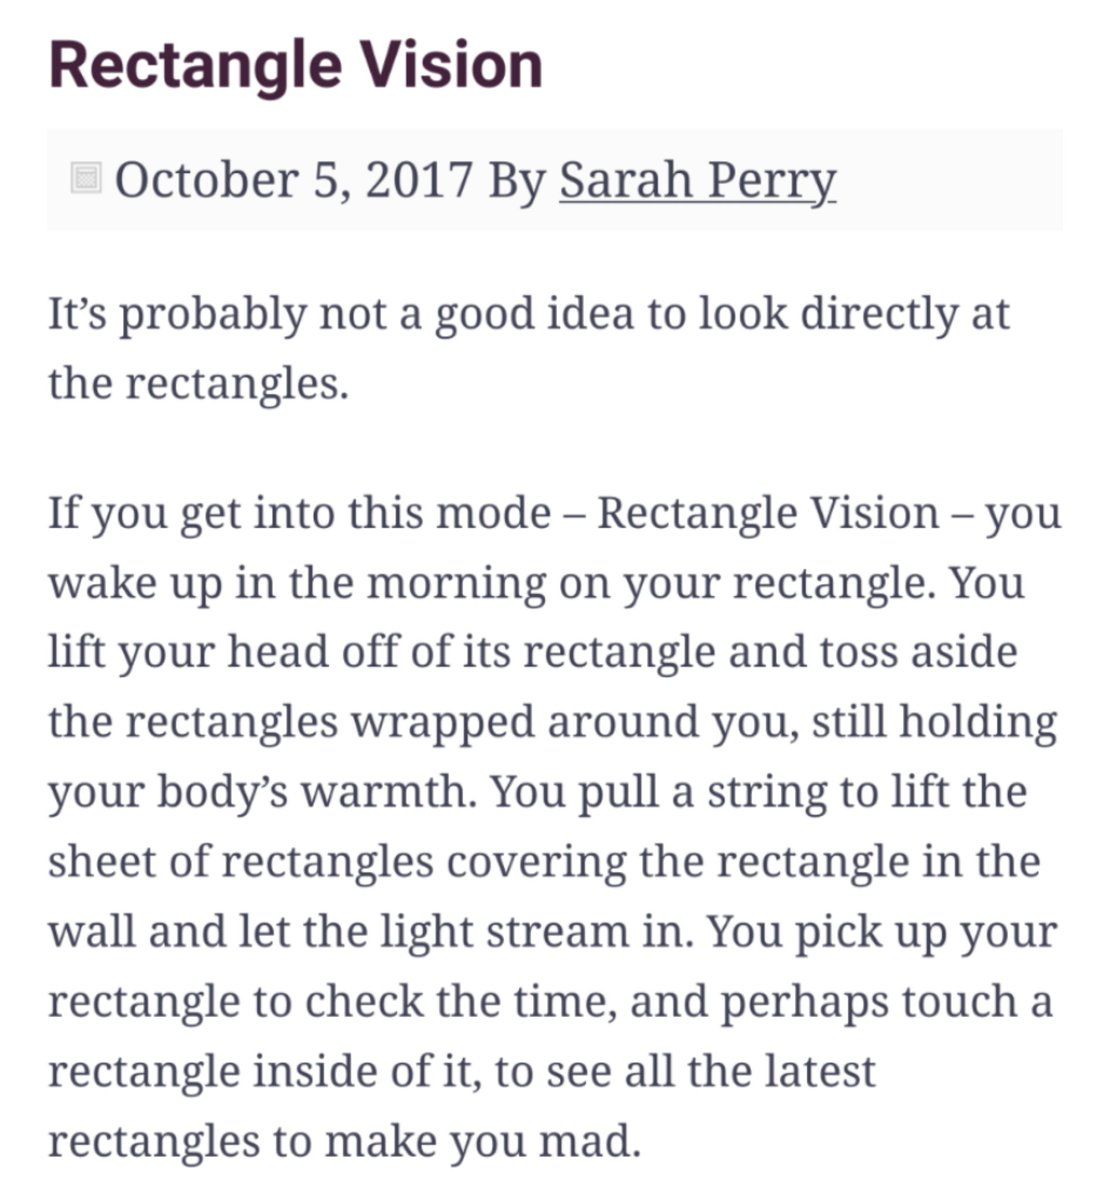 Rectangle Vision
October 5, 2017 By Sarah Perry
It’s probably not a good idea to look directly at
the rectangles.
If you get into this mode – Rectangle Vision – you
wake up in the morning on your rectangle. You
lift your head off of its rectangle and toss aside
the rectangles wrapped around you, still holding
your body’s warmth. You pull a string to lift the
sheet of rectangles covering the rectangle in the
wall and let the light stream in. You pick up your
rectangle to check the time, and perhaps touch a
rectangle inside of it, to see all the latest
rectangles to make you mad.